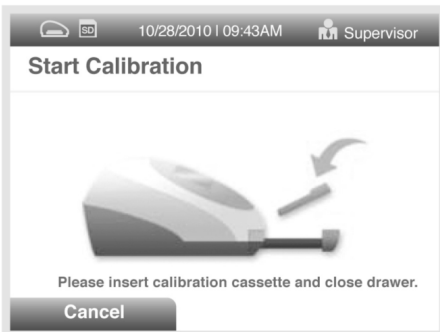 SD 10/28/2010 | 09:43AM Supervisor
Start Calibration
Please insert calibration cassette and close drawer.
Cancel